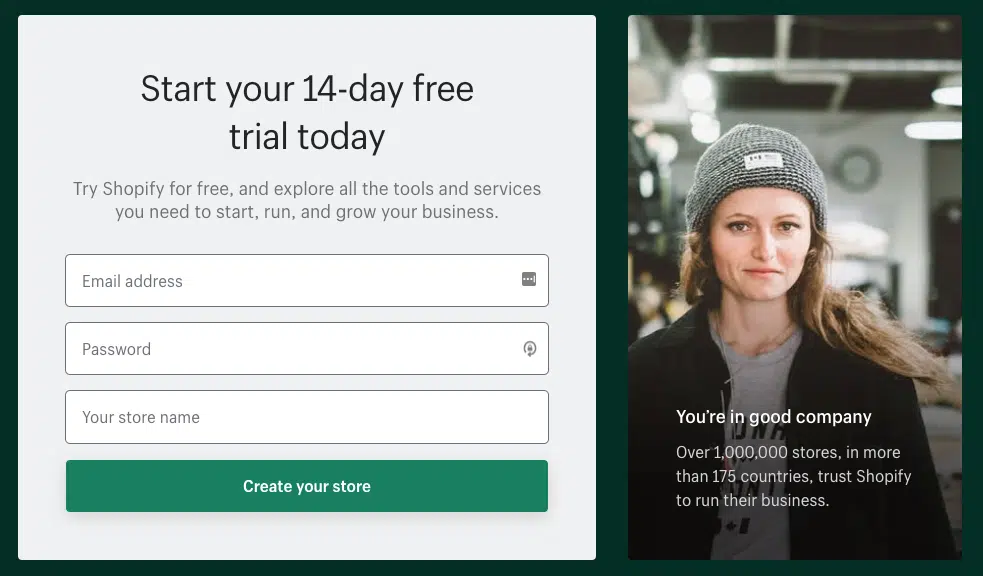 Start your 14-day free
trial today
Try Shopify for free, and explore all the tools and services
you need to start, run, and grow your business.
Email address
Password
Your store name
Create your store
You're in good company
Over 1,000,000 stores, in more
than 175 countries, trust Shopify
to run their business.